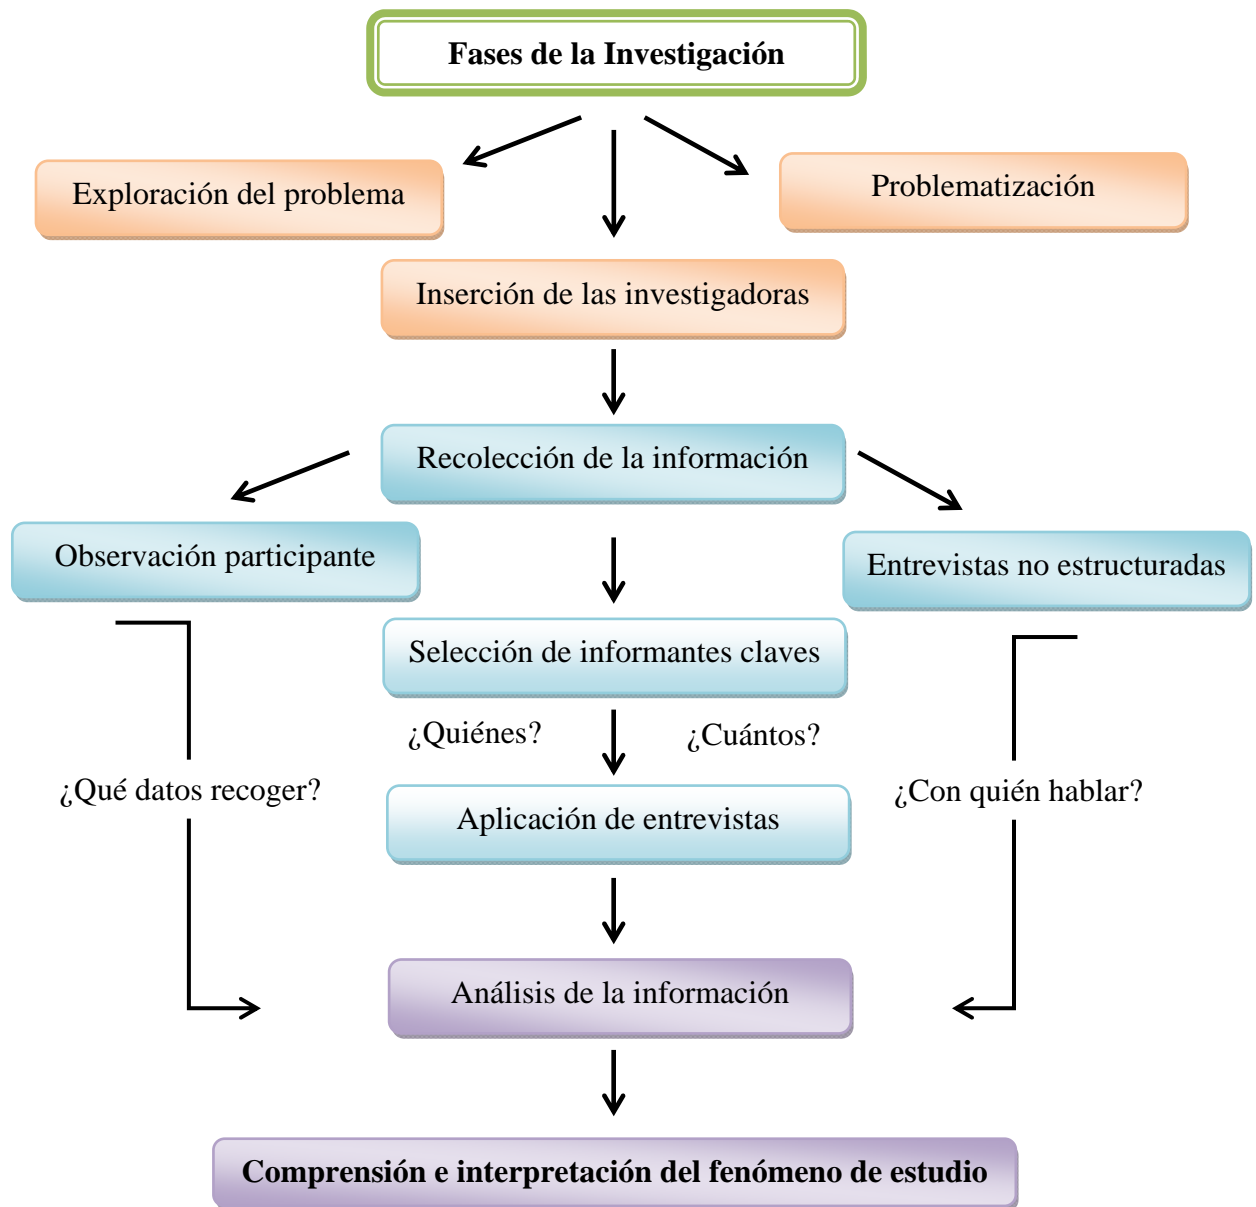 Fases de la Investigación
Exploración del problema
Problematización
Inserción de las investigadoras
Recolección de la información
Observación participante
Entrevistas no estructuradas
Selección de informantes claves
¿Quiénes?
¿Cuántos?
¿Qué datos recoger?
¿Con quién hablar?
Aplicación de entrevistas
Análisis de la información
Comprensión e interpretación del fenómeno de estudio